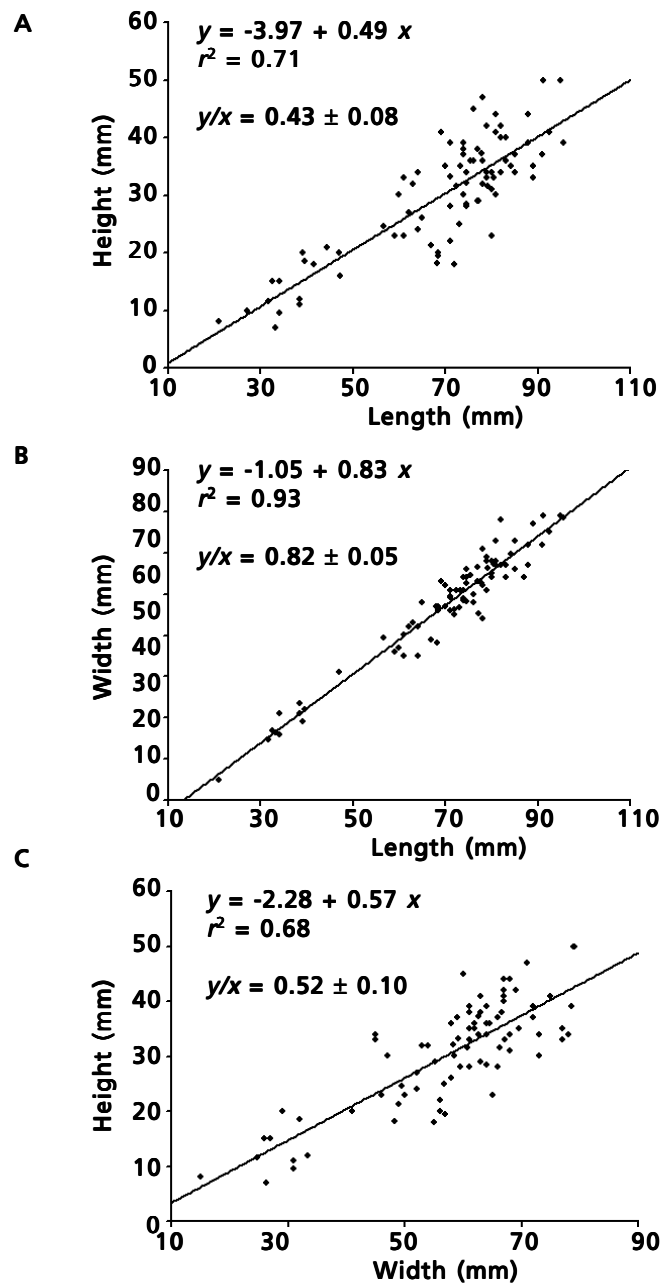 A
y = -3.97 + 0.49 x
r² = 0.71
y/x = 0.43 ± 0.08
60
50
40
30
20
10
0
Height (mm)
10 30 50 70 90 110
Length (mm)
B
y = -1.05 + 0.83 x
r² = 0.93
y/x = 0.82 ± 0.05
90
80
70
60
50
40
30
20
10
0
Width (mm)
10 30 50 70 90 110
Length (mm)
C
y = -2.28 + 0.57 x
r² = 0.68
y/x = 0.52 ± 0.10
60
50
40
30
20
10
0
Height (mm)
10 30 50 70 90
Width (mm)